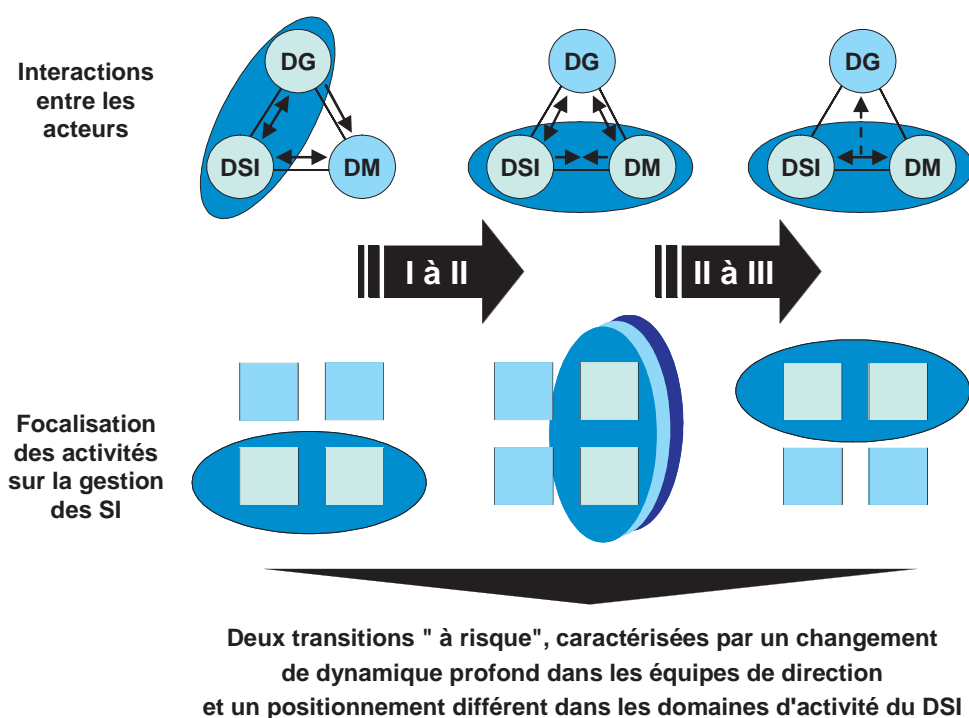 Interactions
entre les
acteurs
DG
DSI
DM
DG
DSI
DM
DG
DSI
DM
I à II
II à III
Focalisation
des activités
sur la gestion
des SI
Deux transitions " à risque", caractérisées par un changement
de dynamique profond dans les équipes de direction
et un positionnement différent dans les domaines d'activité du DSI